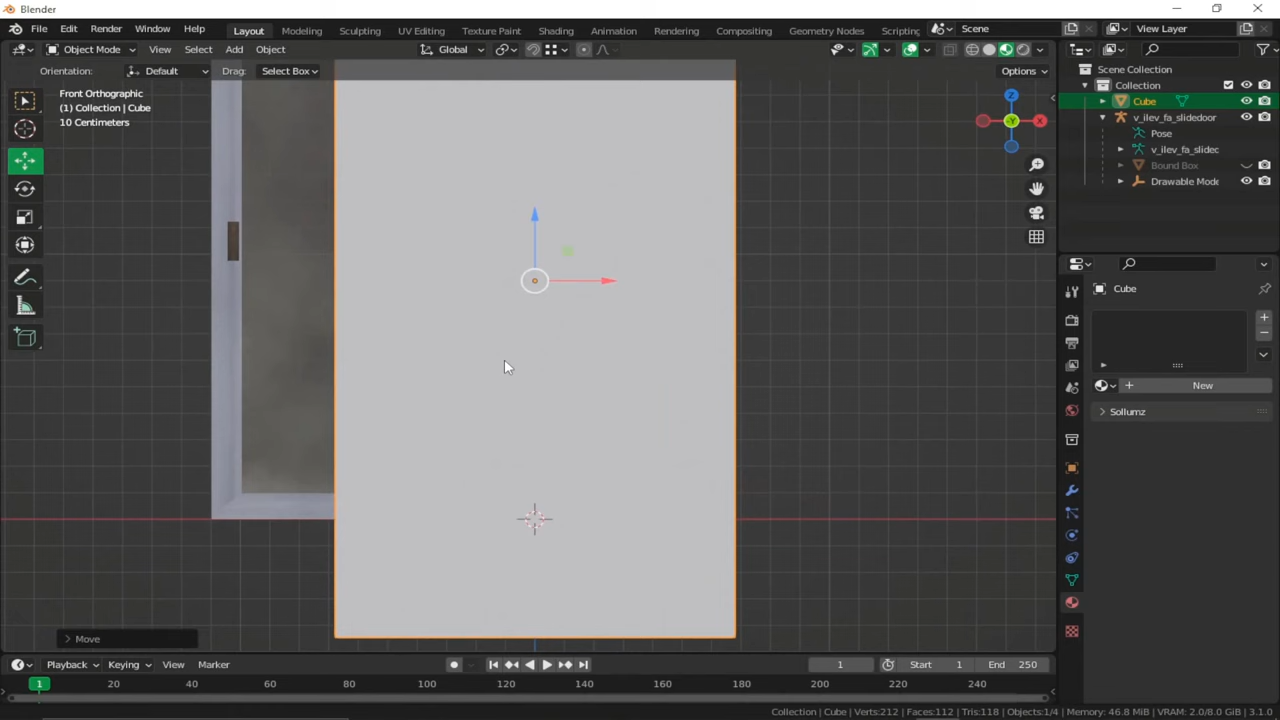 Blender
File Edit Render Window Help Layout Modeling Sculpting UV Editing Texture Paint Shading Animation Rendering Compositing Geometry Nodes Scripting Scene View Layer
Object Mode View Select Add Object Global
Orientation: Default Drag: Select Box Options
Scene Collection
Collection
Cube
v_ilev_fa_slidedoor
Pose
v_ilev_fa_slidec
Bound Box
Drawable Mode
Front Orthographic
(1) Collection | Cube
10 Centimeters
Z
Y
X
Cube
New
Sollumz
Move
Playback Keying View Marker 1 Start 1 End 250
1 20 40 60 80 100 120 140 160 180 200 220 240
Collection | Cube | Verts:212 | Faces:112 | Tris:118 | Objects:1/4 | Memory: 46.8 MiB | VRAM: 2.0/8.0 GiB | 3.1.0